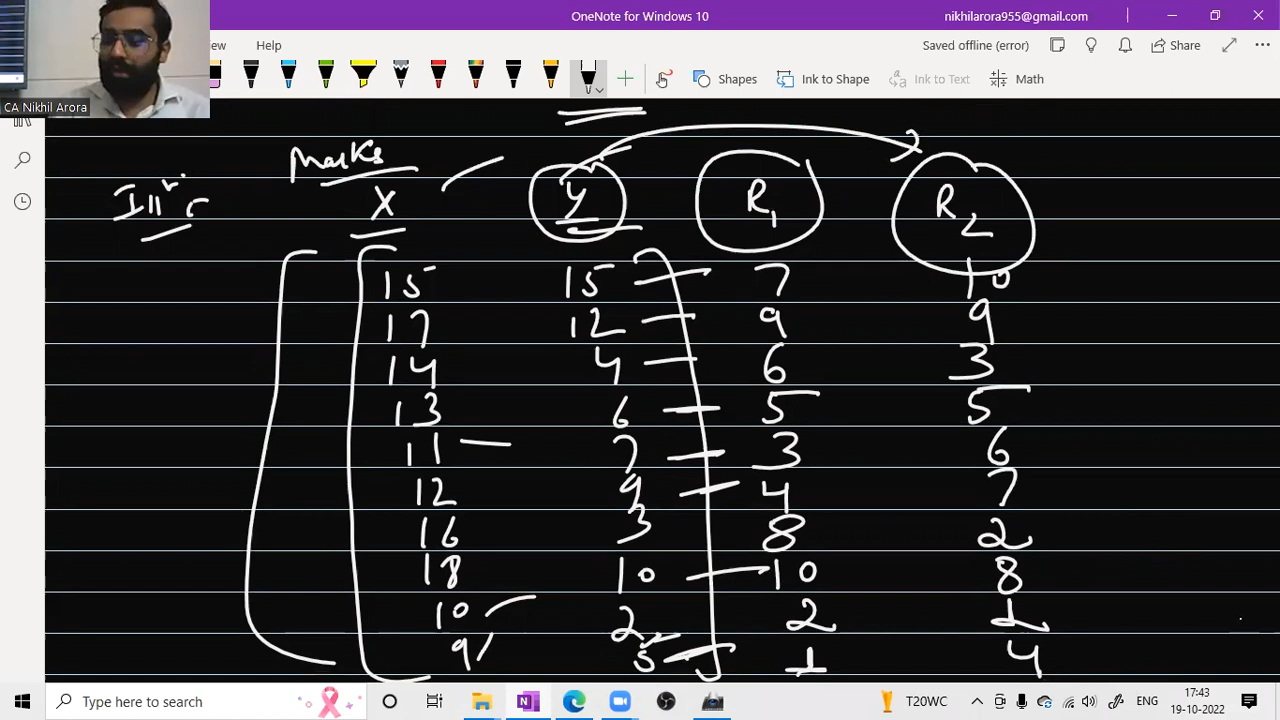 OneNote for Windows 10
nikhilarora955@gmail.com
Help
Saved offline (error)
Share
Shapes
Ink to Shape
Ink to Text
Math
CA Nikhil Arora
Marks
X Y R1 R2
15 15 7 10
17 12 9 9
14 4 6 3
13 6 5 5
11 7 3 6
12 9 4 7
16 3 8 2
18 10 10 8
10 2 2 1
9 5 1 4
Type here to search
T20WC
ENG
17:43
19-10-2022